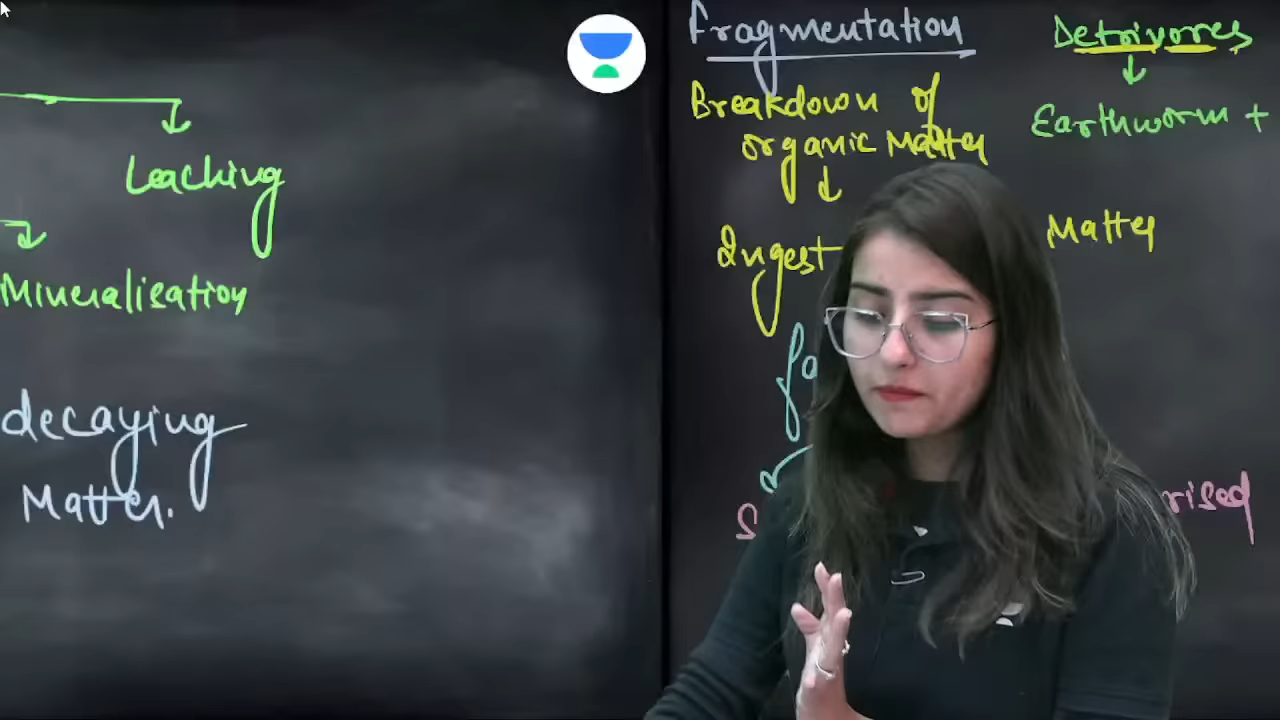 Leaching
Mineralisation
decaying
Matter.
Fragmentation
Breakdown of
organic Matter
Ingest
Matter
Detrivores
Earthworm +